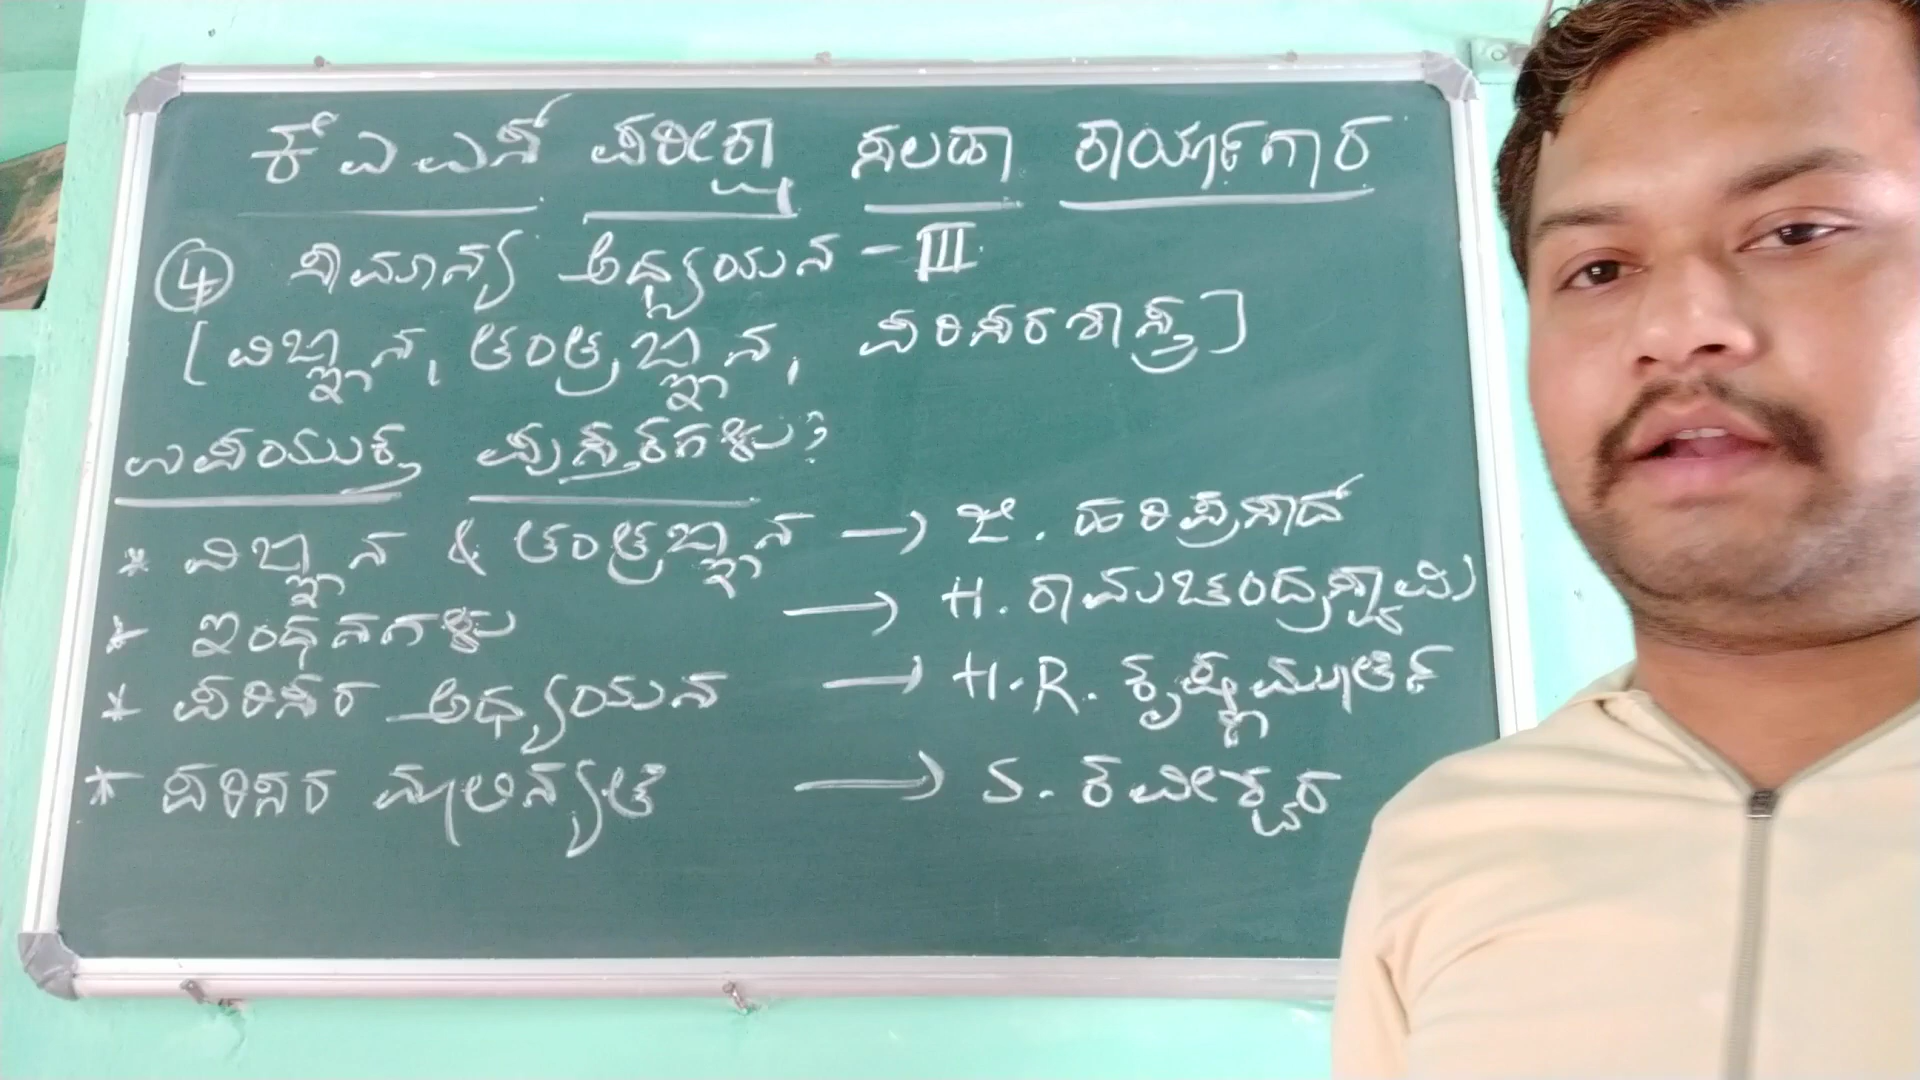 ಕೆ ಎ ಎಸ್ ಪರೀಕ್ಷಾ ಸಲಹಾ ಕಾರ್ಯಾಗಾರ
④ ಸಾಮಾನ್ಯ ಅಧ್ಯಯನ - III
[ವಿಜ್ಞಾನ, ತಂತ್ರಜ್ಞಾನ, ಪರಿಸರಶಾಸ್ತ್ರ]
ಉಪಯುಕ್ತ ಪುಸ್ತಕಗಳು?
* ವಿಜ್ಞಾನ & ತಂತ್ರಜ್ಞಾನ → ಜೆ. ಹರಿಪ್ರಸಾದ್
* ಇಂಧನಗಳು → H. ರಾಮಚಂದ್ರಸ್ವಾಮಿ
* ಪರಿಸರ ಅಧ್ಯಯನ → H.R. ಕೃಷ್ಣಮೂರ್ತಿ
* ಪರಿಸರ ಮಾಲಿನ್ಯತೆ → S. ಕವೀಶ್ವರ